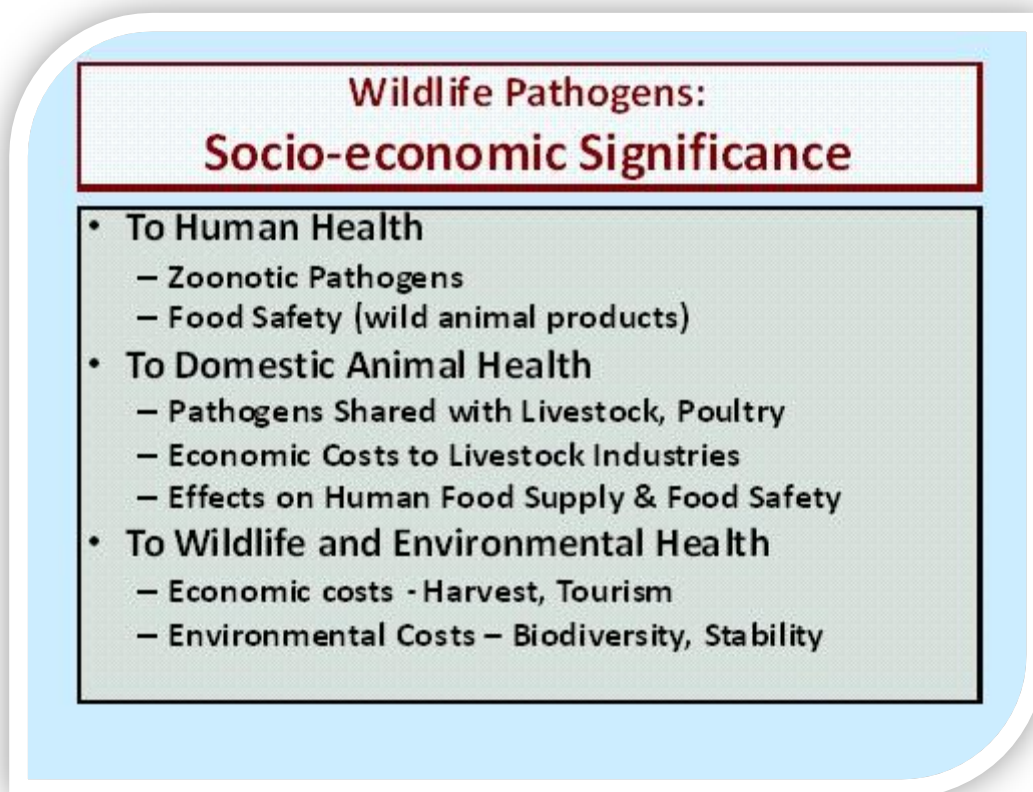 Wildlife Pathogens:
Socio-economic Significance
• To Human Health
– Zoonotic Pathogens
– Food Safety (wild animal products)
• To Domestic Animal Health
– Pathogens Shared with Livestock, Poultry
– Economic Costs to Livestock Industries
– Effects on Human Food Supply & Food Safety
• To Wildlife and Environmental Health
– Economic costs - Harvest, Tourism
– Environmental Costs – Biodiversity, Stability